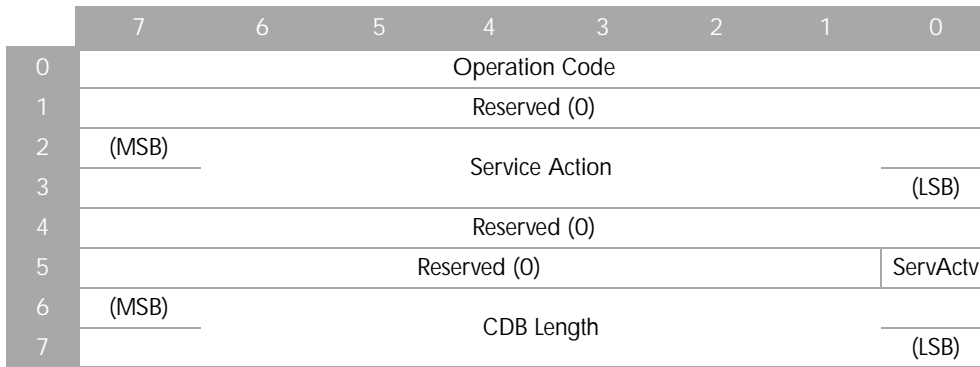 7 6 5 4 3 2 1 0
0 Operation Code
1 Reserved (0)
2 (MSB)
Service Action
3 (LSB)
4 Reserved (0)
5 Reserved (0) ServActv
6 (MSB)
CDB Length
7 (LSB)